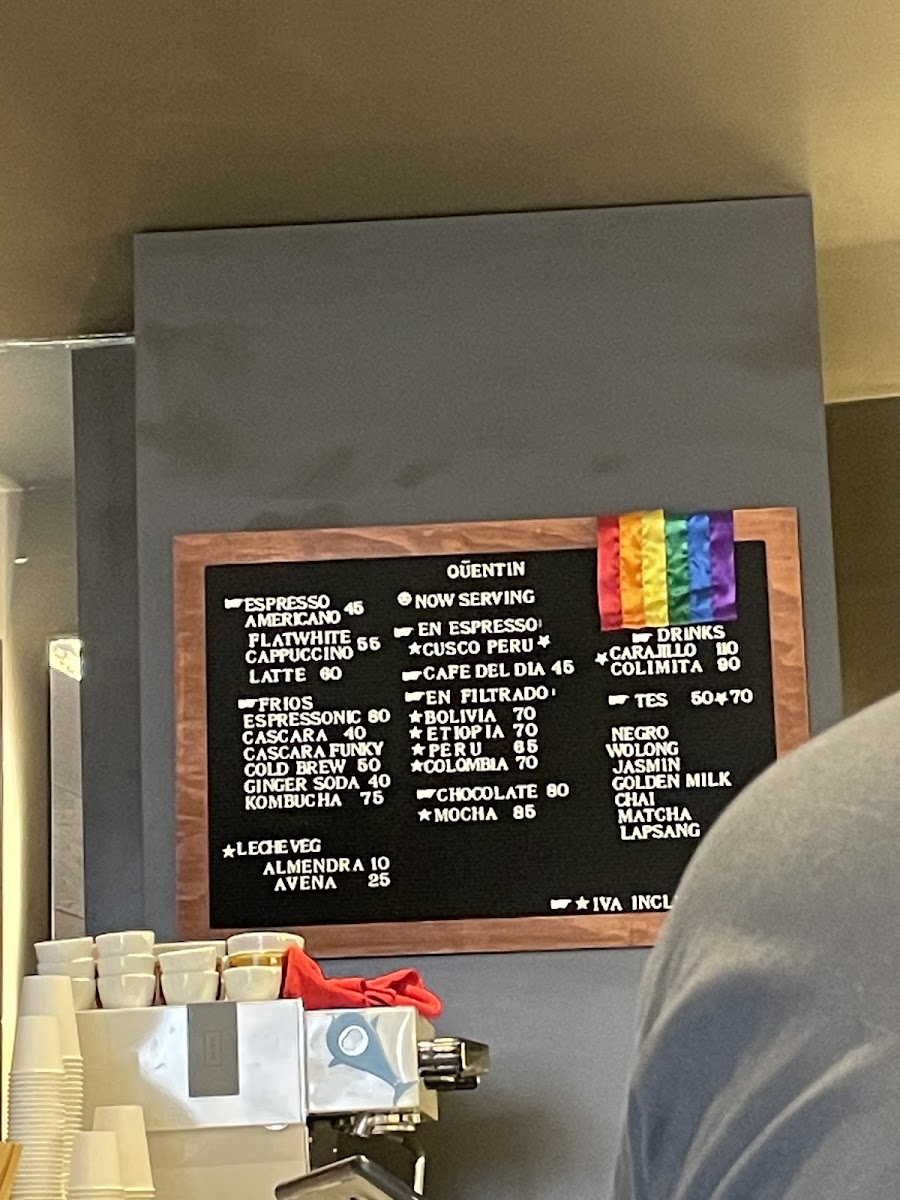 QÜENTIN
ESPRESSO
AMERICANO 45
FLATWHITE
CAPPUCCINO 55
LATTE 60
FRIOS
ESPRESSONIC 80
CASCARA 40
CASCARA FUNKY
COLD BREW 50
GINGER SODA 40
KOMBUCHA 75
★LECHE VEG
ALMENDRA 10
AVENA 25
NOW SERVING
EN ESPRESSO:
★CUSCO PERU★
CAFE DEL DIA 45
EN FILTRADO:
★BOLIVIA 70
★ETIOPIA 70
★PERU 65
★COLOMBIA 70
CHOCOLATE 80
★MOCHA 85
DRINKS
★CARAJILLO 110
COLIMITA 90
TES 50★70
NEGRO
WOLONG
JASMIN
GOLDEN MILK
CHAI
MATCHA
LAPSANG
★IVA INCL